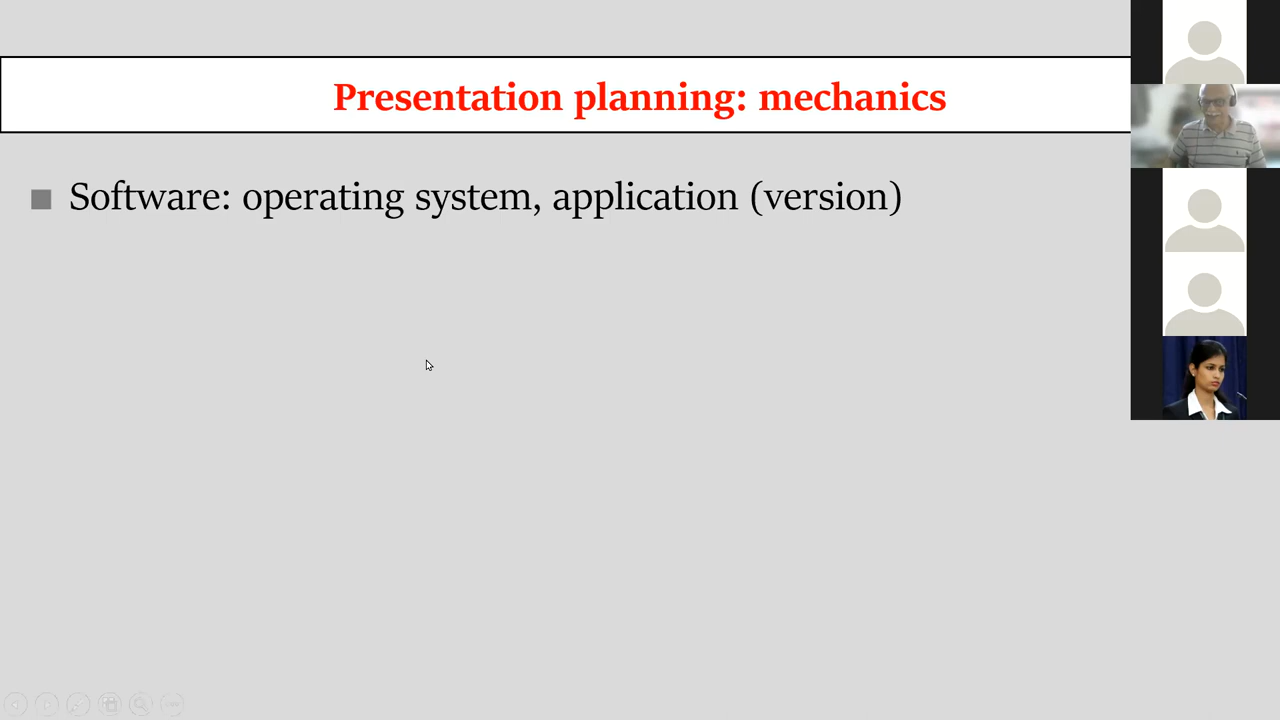 Presentation planning: mechanics
Software: operating system, application (version)